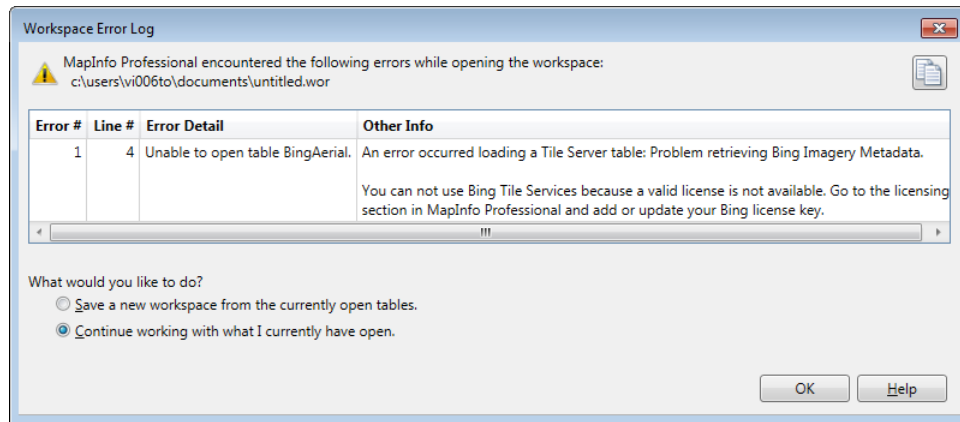 Workspace Error Log
MapInfo Professional encountered the following errors while opening the workspace:
c:\users\vi006to\documents\untitled.wor
Error # Line # Error Detail Other Info
1 4 Unable to open table BingAerial. An error occurred loading a Tile Server table: Problem retrieving Bing Imagery Metadata.
You can not use Bing Tile Services because a valid license is not available. Go to the licensing
section in MapInfo Professional and add or update your Bing license key.
What would you like to do?
Save a new workspace from the currently open tables.
Continue working with what I currently have open.
OK Help